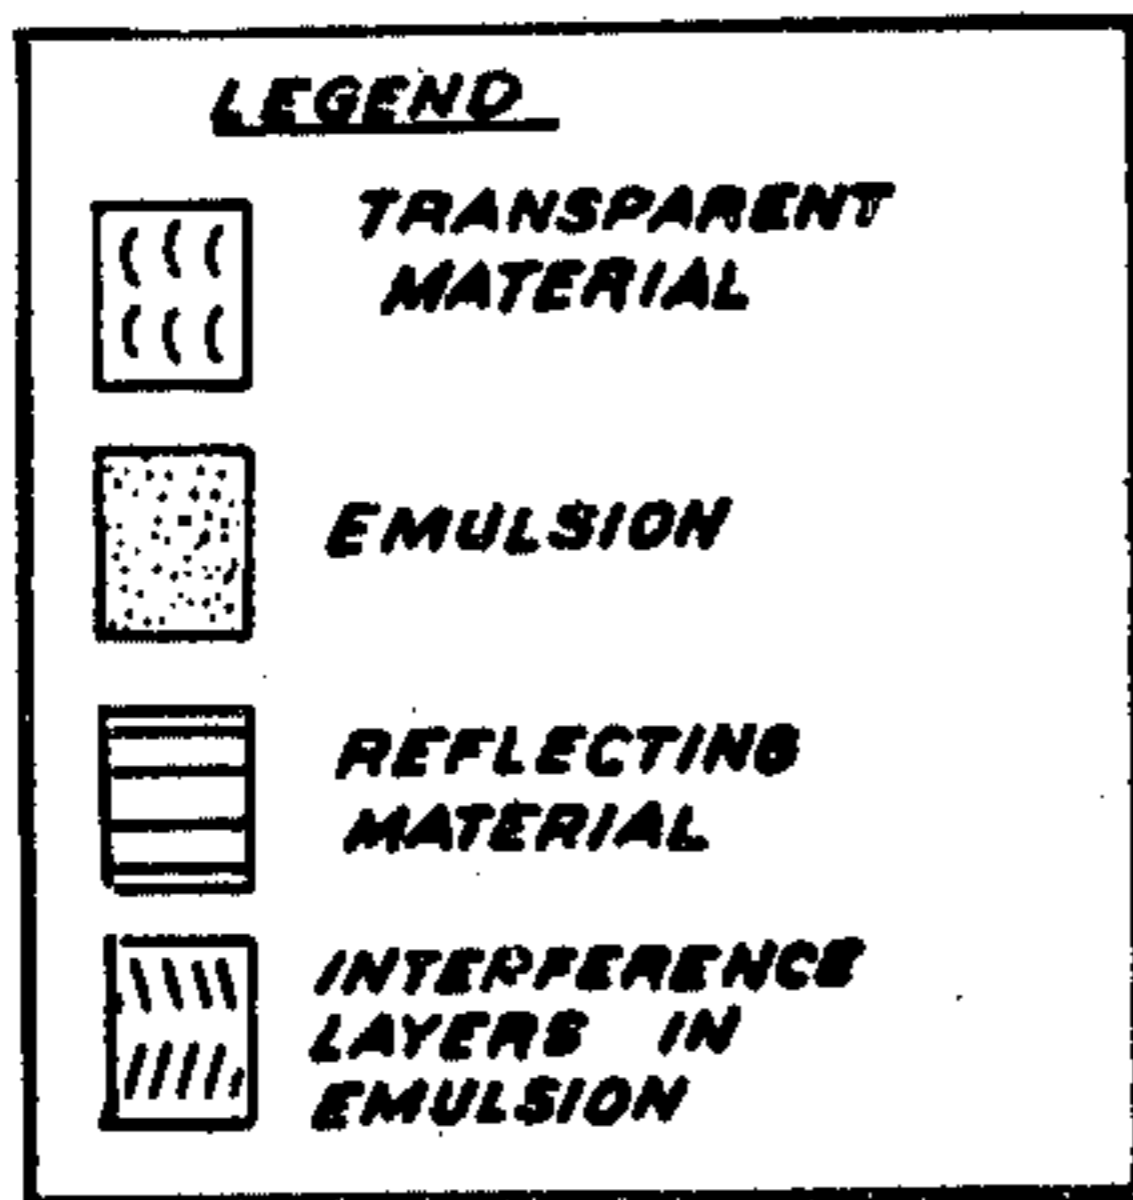 LEGEND
TRANSPARENT
MATERIAL
EMULSION
REFLECTING
MATERIAL
INTERFERENCE
LAYERS IN
EMULSION